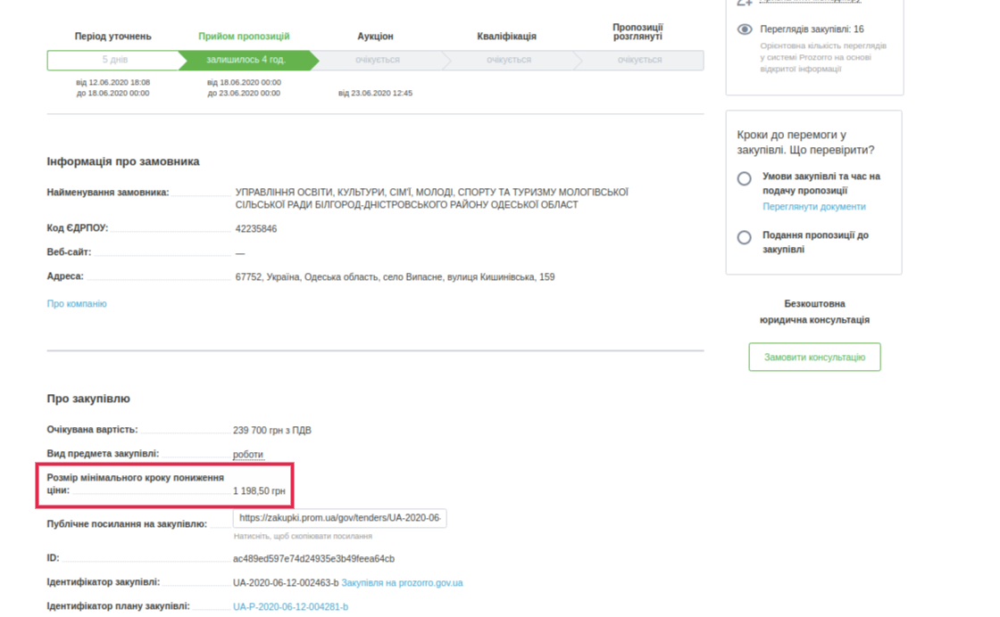 Період уточнень
Прийом пропозицій
Аукціон
Кваліфікація
Пропозиції
розглянуті
5 днів
залишилось 4 год.
очікується
очікується
очікується
від 12.06.2020 18:08
до 18.06.2020 00:00
від 18.06.2020 00:00
до 23.06.2020 00:00
від 23.06.2020 12:45
Інформація про замовника
Найменування замовника:
УПРАВЛІННЯ ОСВІТИ, КУЛЬТУРИ, СІМ'Ї, МОЛОДІ, СПОРТУ ТА ТУРИЗМУ МОЛОГІВСЬКОЇ
СІЛЬСЬКОЇ РАДИ БІЛГОРОД-ДНІСТРОВСЬКОГО РАЙОНУ ОДЕСЬКОЇ ОБЛАСТ
Код ЄДРПОУ:
42235846
Веб-сайт:
—
Адреса:
67752, Україна, Одеська область, село Випасне, вулиця Кишинівська, 159
Про компанію
Про закупівлю
Очікувана вартість:
239 700 грн з ПДВ
Вид предмета закупівлі:
роботи
Розмір мінімального кроку пониження
ціни:
1 198,50 грн
Публічне посилання на закупівлю:
https://zakupki.prom.ua/gov/tenders/UA-2020-06-
Натисніть, щоб скопіювати посилання
ID:
ac489ed597e74d24935e3b49feea64cb
Ідентифікатор закупівлі:
UA-2020-06-12-002463-b Закупівля на prozorro.gov.ua
Ідентифікатор плану закупівлі:
UA-P-2020-06-12-004281-b
Переглядів закупівлі: 16
Орієнтовна кількість переглядів
у системі Prozorro на основі
відкритої інформації
Кроки до перемоги у
закупівлі. Що перевірити?
Умови закупівлі та час на
подачу пропозиції
Переглянути документи
Подання пропозиції до
закупівлі
Безкоштовна
юридична консультація
Замовити консультацію